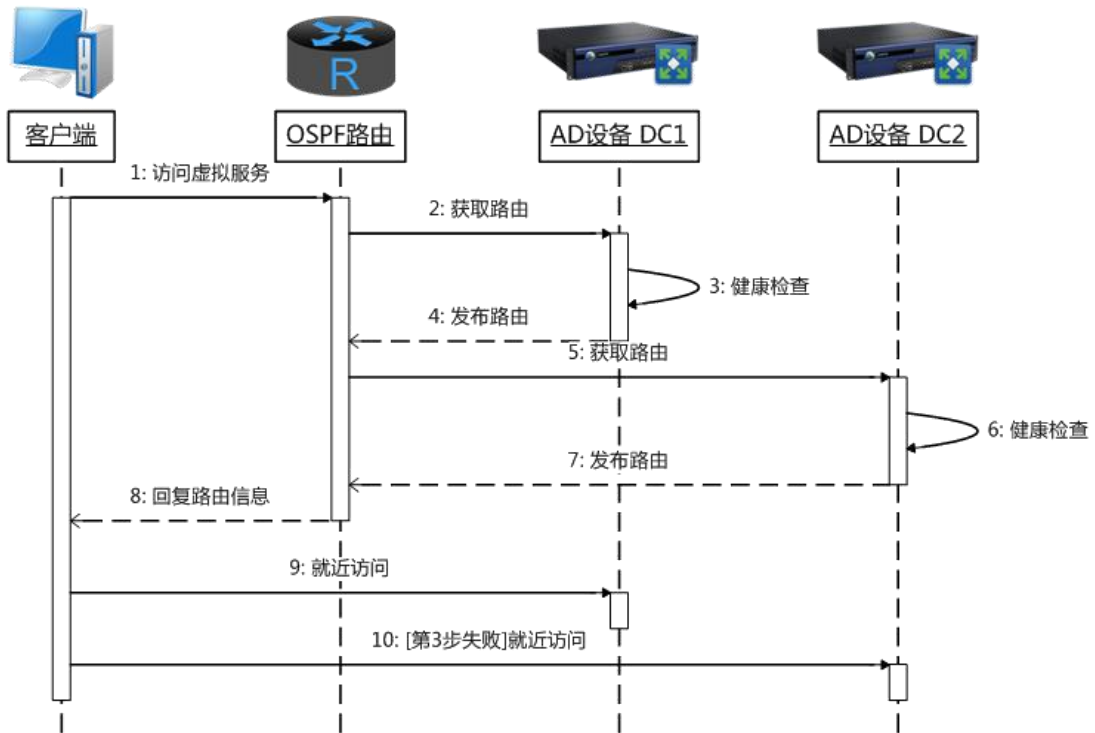 R
客户端
OSPF路由
AD设备 DC1
AD设备 DC2
1: 访问虚拟服务
2: 获取路由
3: 健康检查
4: 发布路由
5: 获取路由
6: 健康检查
7: 发布路由
8: 回复路由信息
9: 就近访问
10: [第3步失败]就近访问